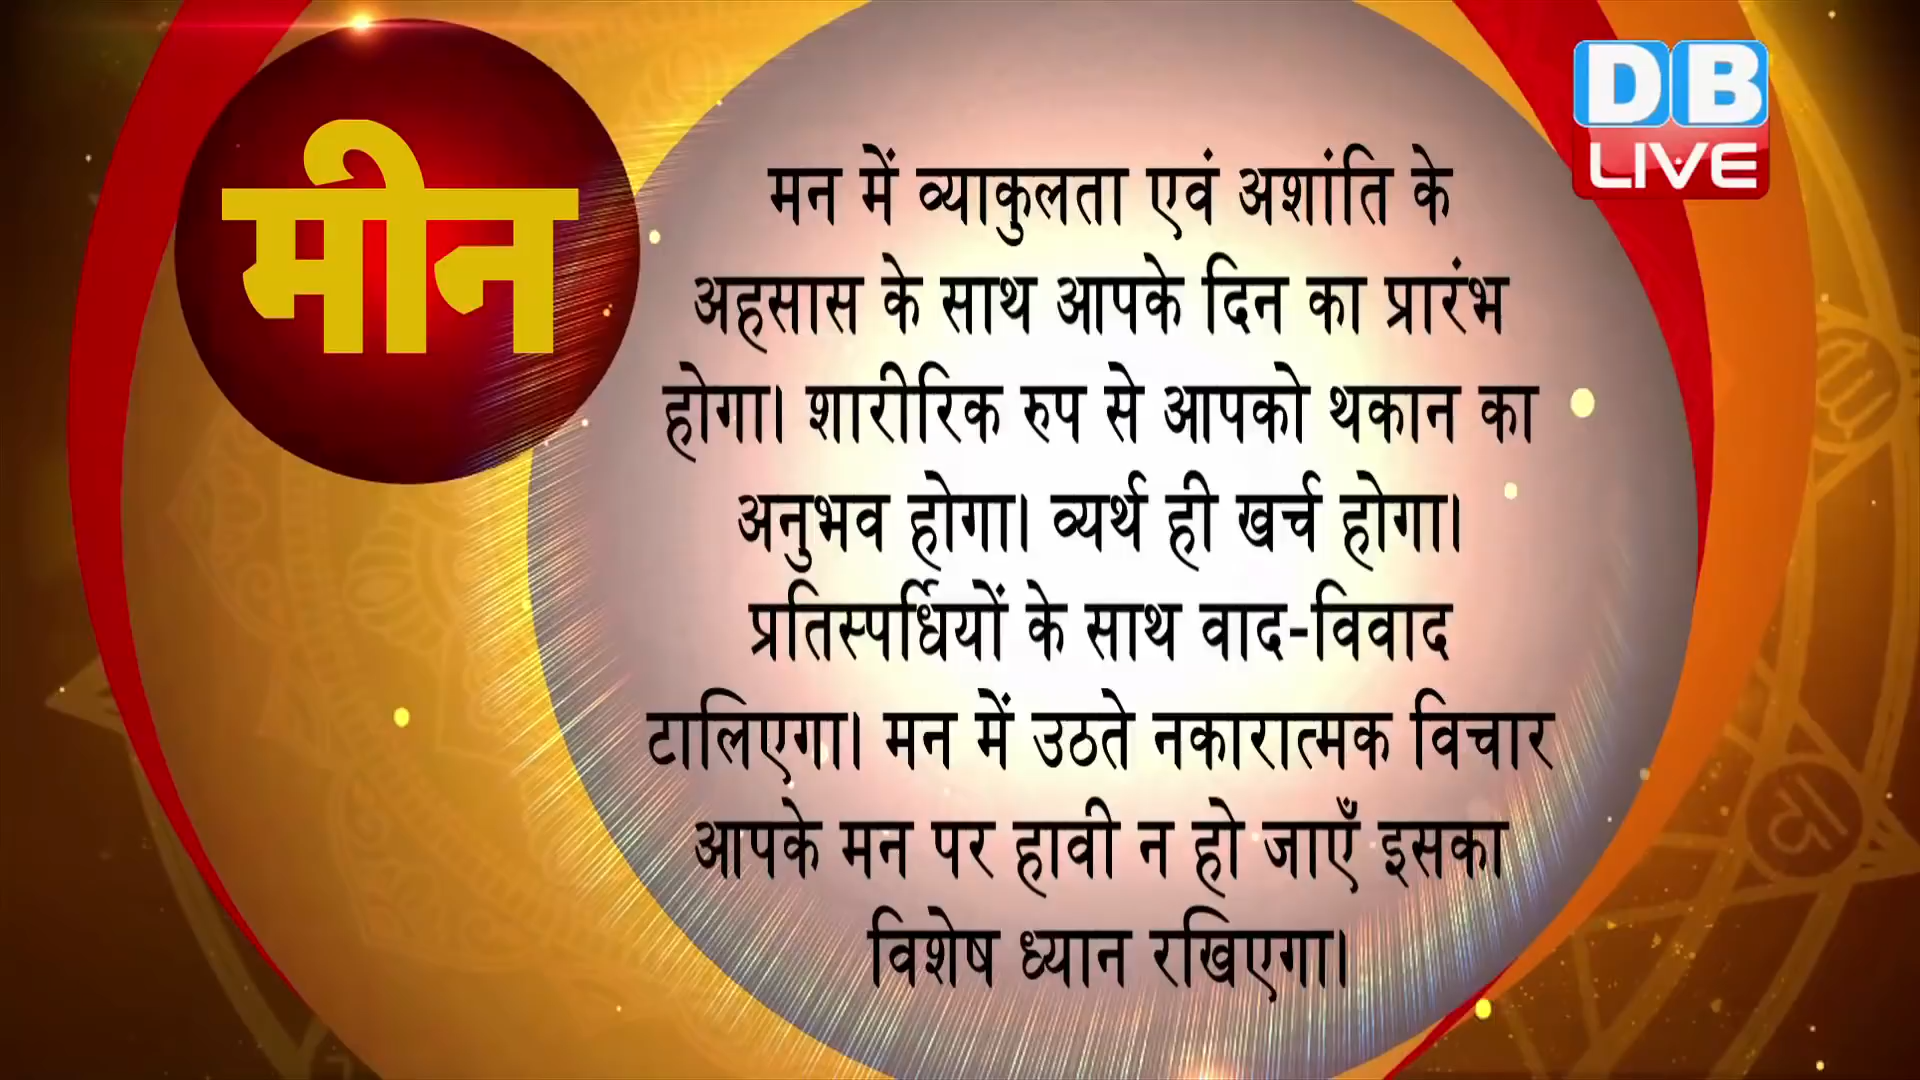 मीन
DB
LIVE
मन में व्याकुलता एवं अशांति के
अहसास के साथ आपके दिन का प्रारंभ
होगा। शारीरिक रुप से आपको थकान का
अनुभव होगा। व्यर्थ ही खर्च होगा।
प्रतिस्पर्धियों के साथ वाद-विवाद
टालिएगा। मन में उठते नकारात्मक विचार
आपके मन पर हावी न हो जाएँ इसका
विशेष ध्यान रखिएगा।